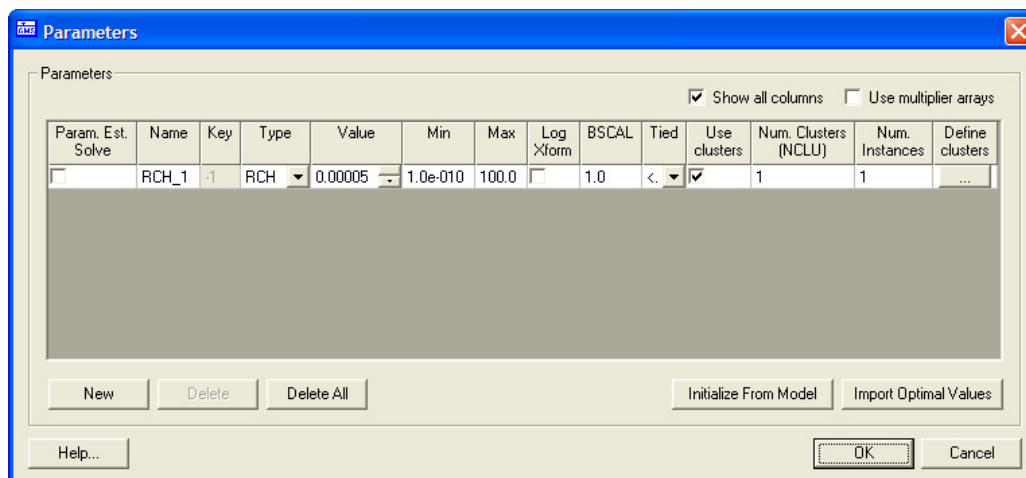 GMS Parameters
Parameters
Show all columns Use multiplier arrays
Param. Est. Solve Name Key Type Value Min Max Log Xform BSCAL Tied Use clusters Num. Clusters (NCLU) Num. Instances Define clusters
RCH_1 -1 RCH 0.00005 1.0e-010 100.0 1.0 <. 1 1 ...
New Delete Delete All Initialize From Model Import Optimal Values
Help... OK Cancel